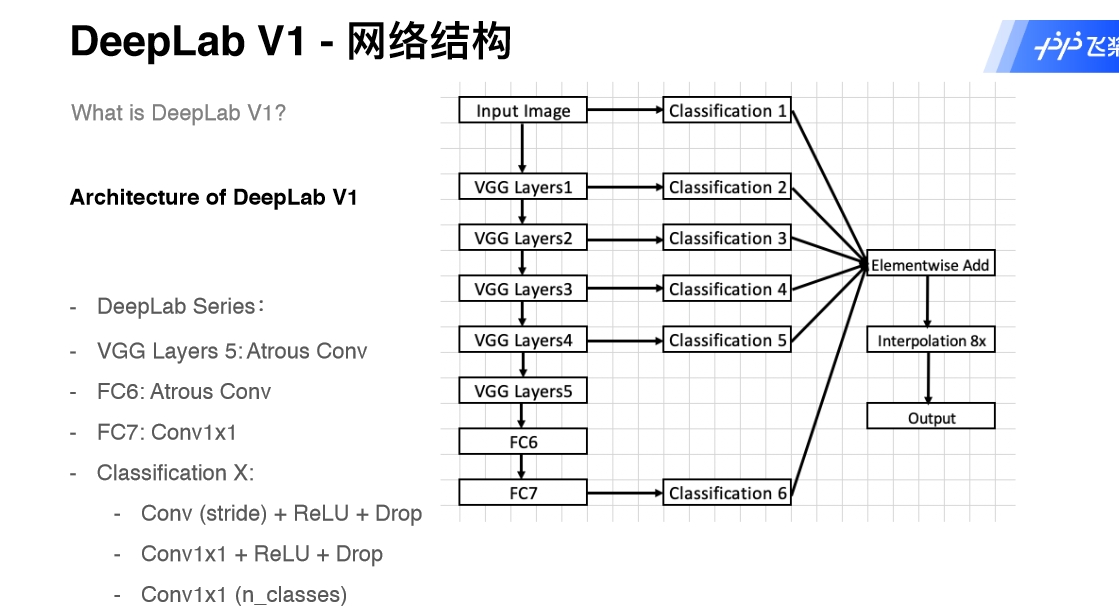 DeepLab V1 - 网络结构
飞桨
What is DeepLab V1?
Architecture of DeepLab V1
- DeepLab Series：
- VGG Layers 5: Atrous Conv
- FC6: Atrous Conv
- FC7: Conv1x1
- Classification X:
- Conv (stride) + ReLU + Drop
- Conv1x1 + ReLU + Drop
- Conv1x1 (n_classes)
Input Image
Classification 1
VGG Layers1
Classification 2
VGG Layers2
Classification 3
VGG Layers3
Classification 4
VGG Layers4
Classification 5
VGG Layers5
FC6
FC7
Classification 6
Elementwise Add
Interpolation 8x
Output